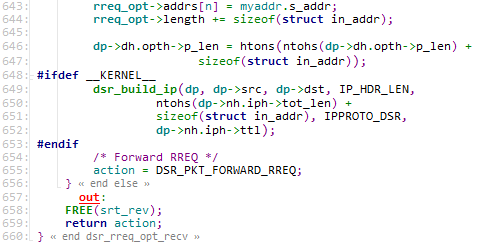 643: rreq_opt->addrs[n] = myaddr.s_addr;
644: rreq_opt->length += sizeof(struct in_addr);
645:
646: dp->dh.opth->p_len = htons(ntohs(dp->dh.opth->p_len) +
647: sizeof(struct in_addr));
648: #ifdef __KERNEL__
649: dsr_build_ip(dp, dp->src, dp->dst, IP_HDR_LEN,
650: ntohs(dp->nh.iph->tot_len) +
651: sizeof(struct in_addr), IPPROTO_DSR,
652: dp->nh.iph->ttl);
653: #endif
654: /* Forward RREQ */
655: action = DSR_PKT_FORWARD_RREQ;
656: } « end else »
657: out:
658: FREE(srt_rev);
659: return action;
660: } « end dsr_rreq_opt_recv »